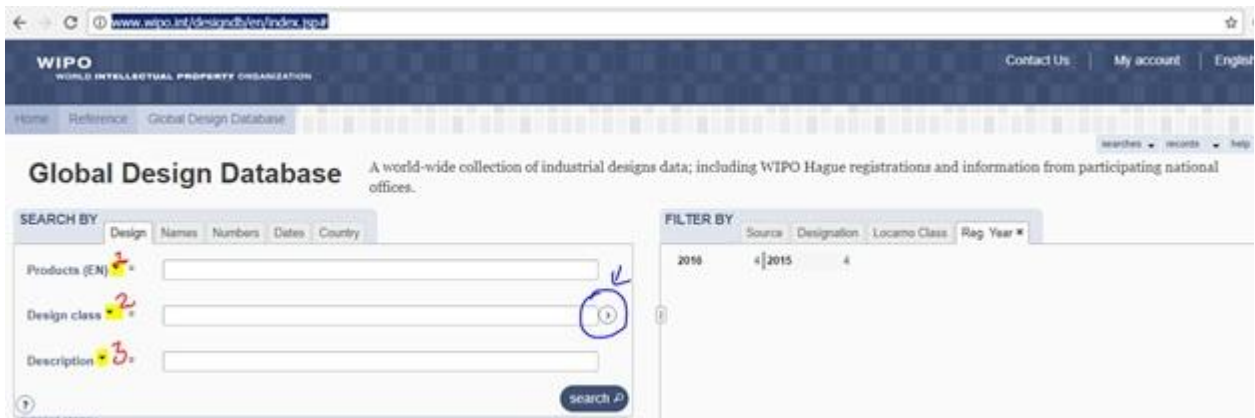 www.wipo.int/designdb/en/index.jsp#
WIPO
WORLD INTELLECTUAL PROPERTY ORGANIZATION
Contact Us | My account | English
Home Reference Global Design Database
searches records help
Global Design Database
A world-wide collection of industrial designs data; including WIPO Hague registrations and information from participating national
offices.
SEARCH BY
Design Names Numbers Dates Country
Products (EN) 1 =
Design class 2 =
Description 3 =
?
search
FILTER BY
Source Designation Locarno Class Reg. Year
2016 4 2015 4